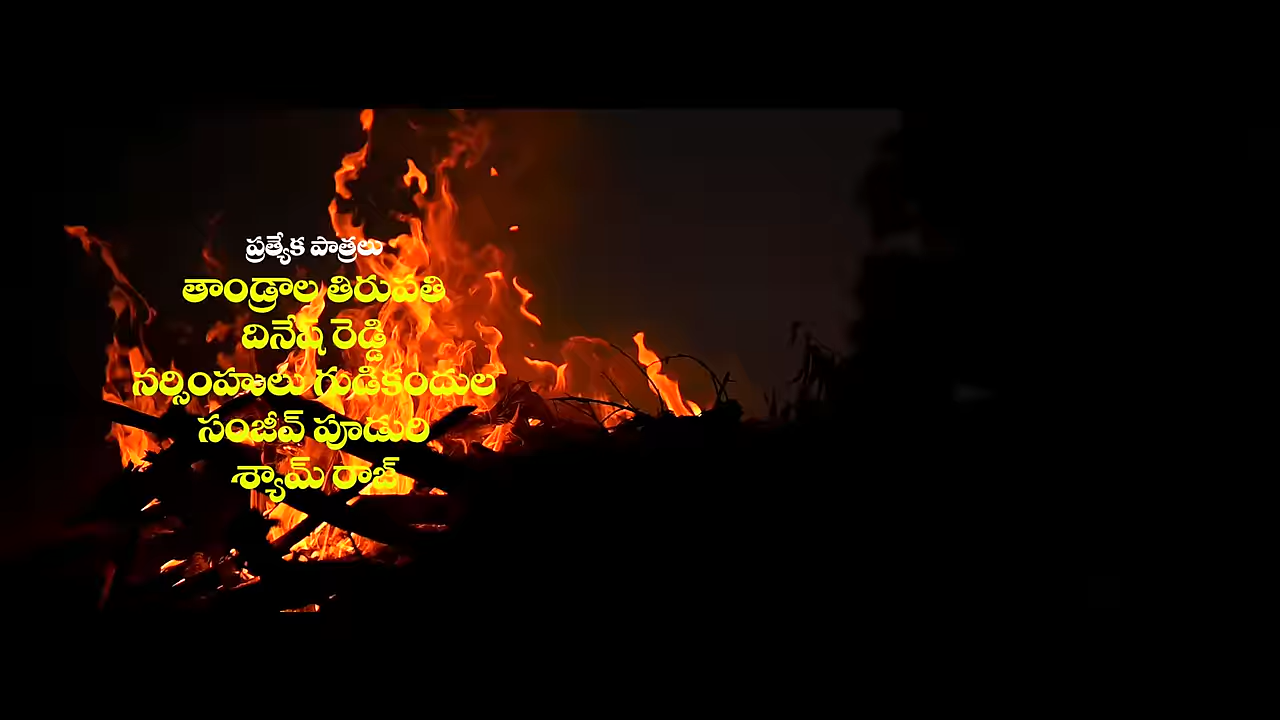 ప్రత్యేక పాత్రలు
తాండ్రాల తిరుపతి
దినేష్ రెడ్డి
నర్సింహులు గుడికందుల
సంజీవ్ పూడురి
శ్యామ్ రాజ్